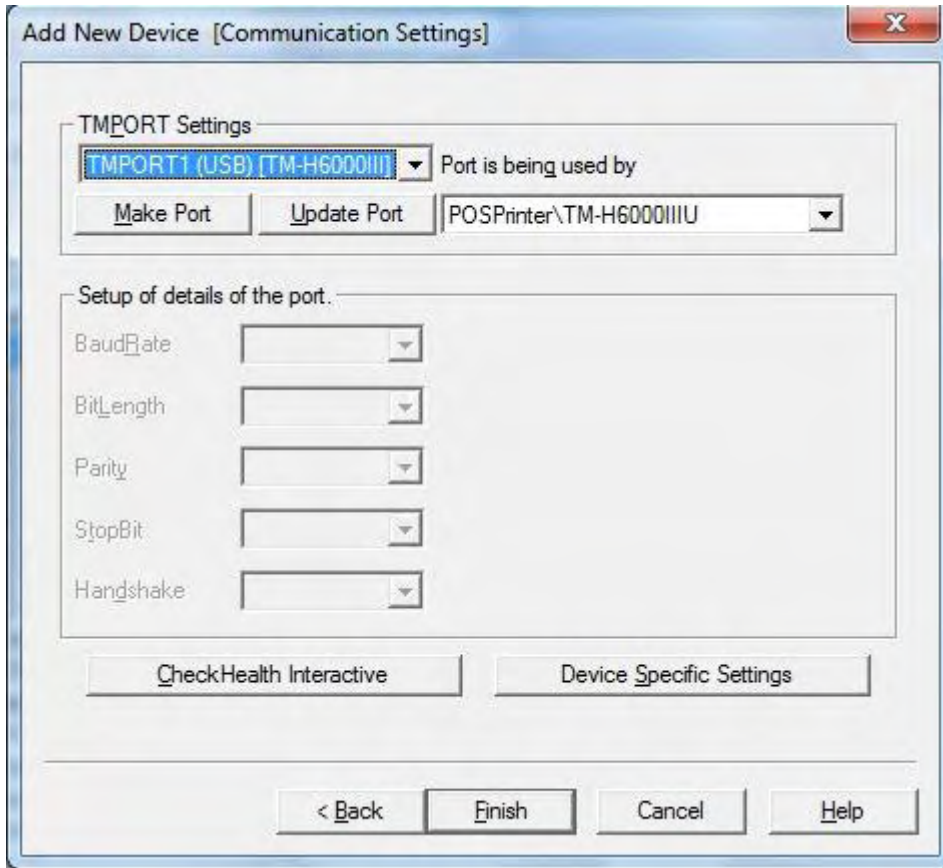 Add New Device [Communication Settings]
TMPORT Settings
TMPORT1 (USB) [TM-H6000III] Port is being used by
Make Port Update Port POSPrinter\TM-H6000IIIU
Setup of details of the port.
BaudRate
BitLength
Parity
StopBit
Handshake
CheckHealth Interactive Device Specific Settings
< Back Finish Cancel Help